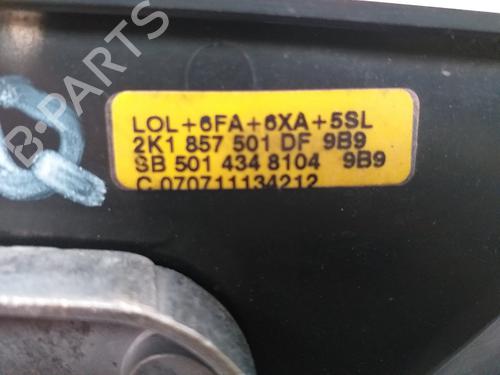 B-PARTS
LOL+6FA+6XA+5SL
2K1 857 501 DF 9B9
SB 501 434 8104 9B9
C 070711134212